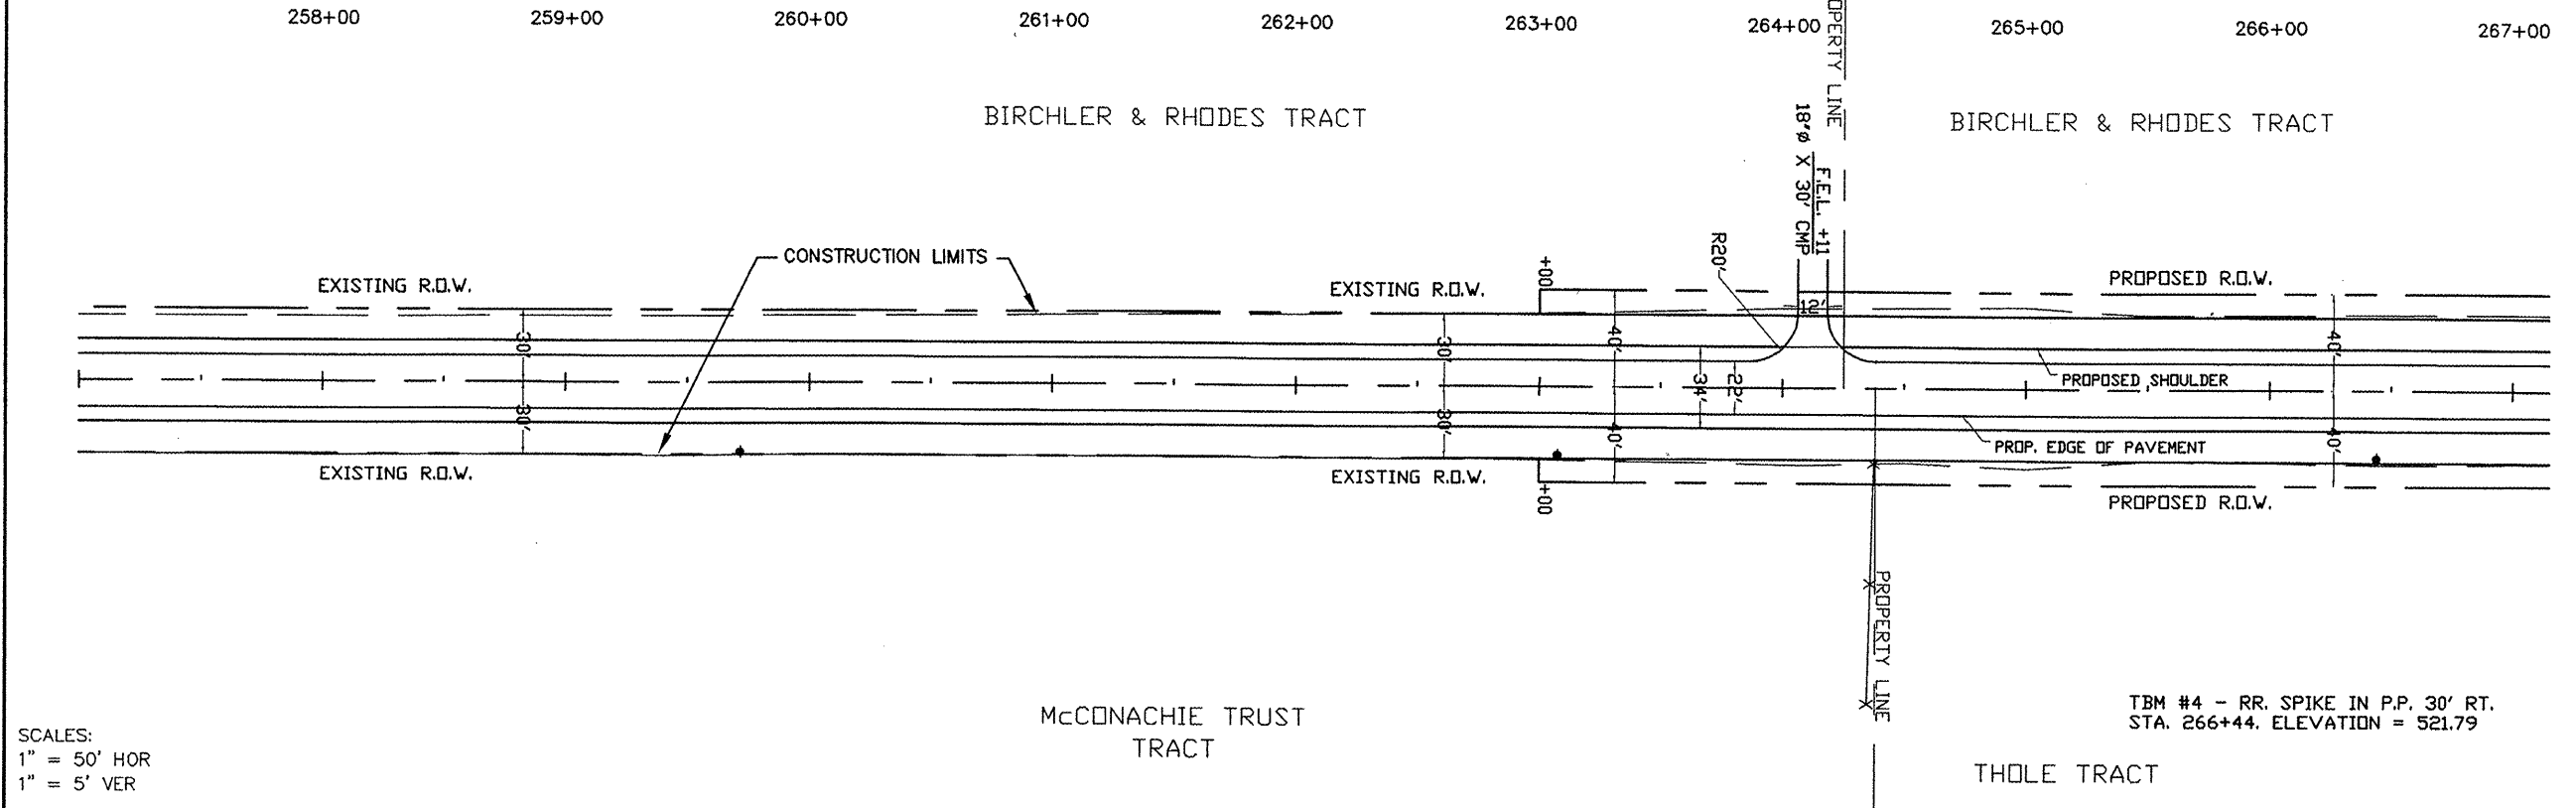 258+00 259+00 260+00 261+00 262+00 263+00 264+00 265+00 266+00 267+00
PROPERTY LINE
BIRCHLER & RHODES TRACT
BIRCHLER & RHODES TRACT
18"ø X 30' CMP
F.E.L. +11
CONSTRUCTION LIMITS
R20'
EXISTING R.O.W.
EXISTING R.O.W.
+00
PROPOSED R.O.W.
12'
30'
30'
40'
40'
34'
22'
PROPOSED SHOULDER
30'
30'
40'
40'
PROP. EDGE OF PAVEMENT
EXISTING R.O.W.
EXISTING R.O.W.
+00
PROPOSED R.O.W.
PROPERTY LINE
McCONACHIE TRUST
TRACT
TBM #4 - RR. SPIKE IN P.P. 30' RT.
STA. 266+44. ELEVATION = 521.79
THOLE TRACT
SCALES:
1" = 50' HOR
1" = 5' VER